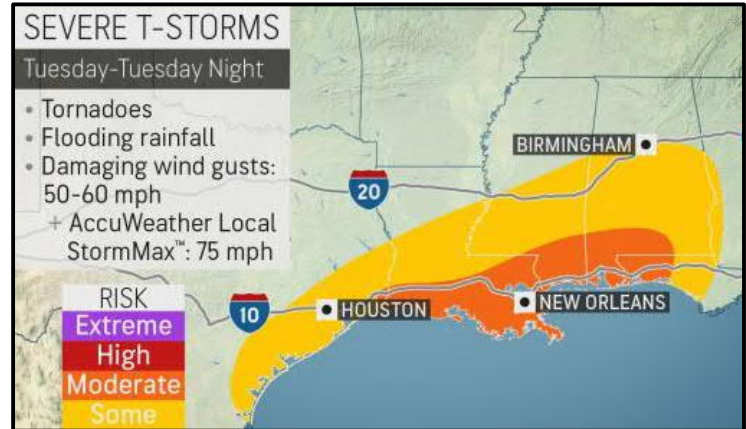 SEVERE T-STORMS
Tuesday-Tuesday Night
• Tornadoes
• Flooding rainfall
• Damaging wind gusts:
50-60 mph
+ AccuWeather Local
StormMax™: 75 mph
BIRMINGHAM
20
RISK
Extreme
High
Moderate
Some
10
HOUSTON
NEW ORLEANS